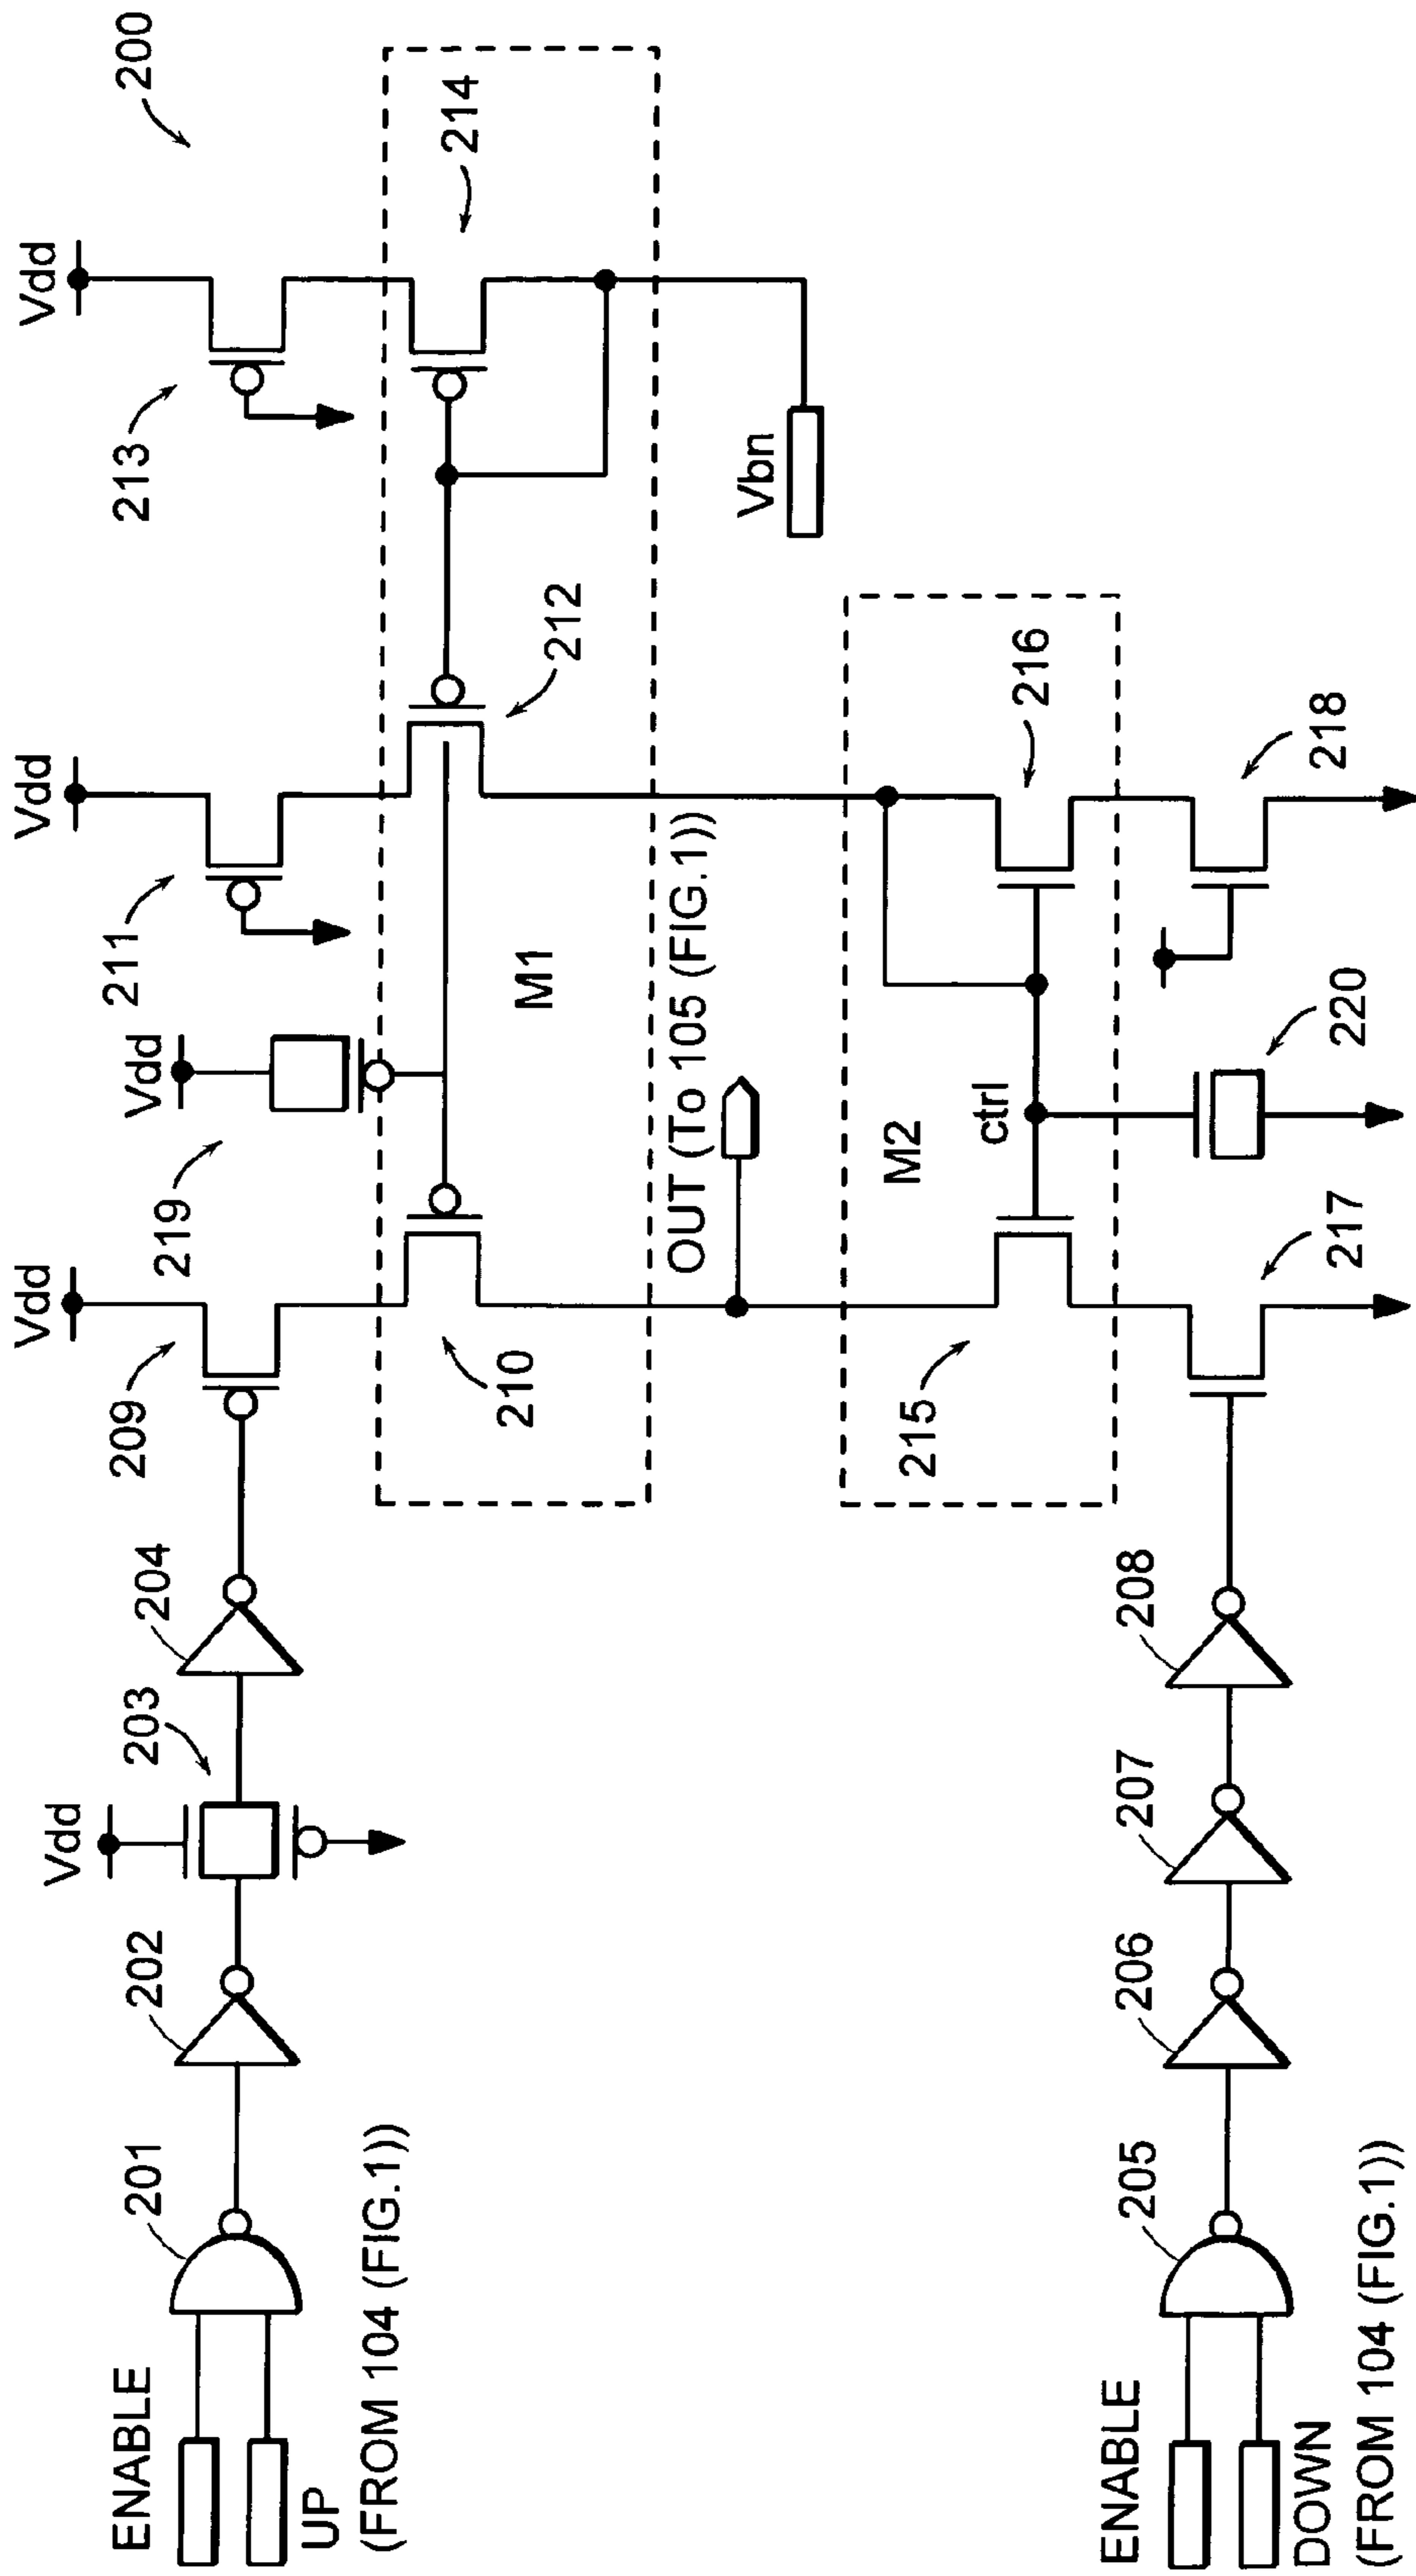 200
Vdd
213
214
Vbn
Vdd
211
212
216
218
Vdd
219
M1
OUT (To 105 (FIG.1))
M2
ctrl
220
Vdd
209
210
215
217
204
203
Vdd
202
201
ENABLE
UP
(FROM 104 (FIG.1))
208
207
206
205
ENABLE
DOWN
(FROM 104 (FIG.1))